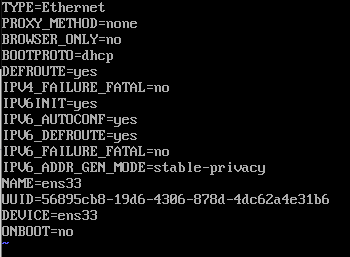 TYPE=Ethernet
PROXY_METHOD=none
BROWSER_ONLY=no
BOOTPROTO=dhcp
DEFROUTE=yes
IPV4_FAILURE_FATAL=no
IPV6INIT=yes
IPV6_AUTOCONF=yes
IPV6_DEFROUTE=yes
IPV6_FAILURE_FATAL=no
IPV6_ADDR_GEN_MODE=stable-privacy
NAME=ens33
UUID=56895cb8-19d6-4306-878d-4dc62a4e31b6
DEVICE=ens33
ONBOOT=no
~